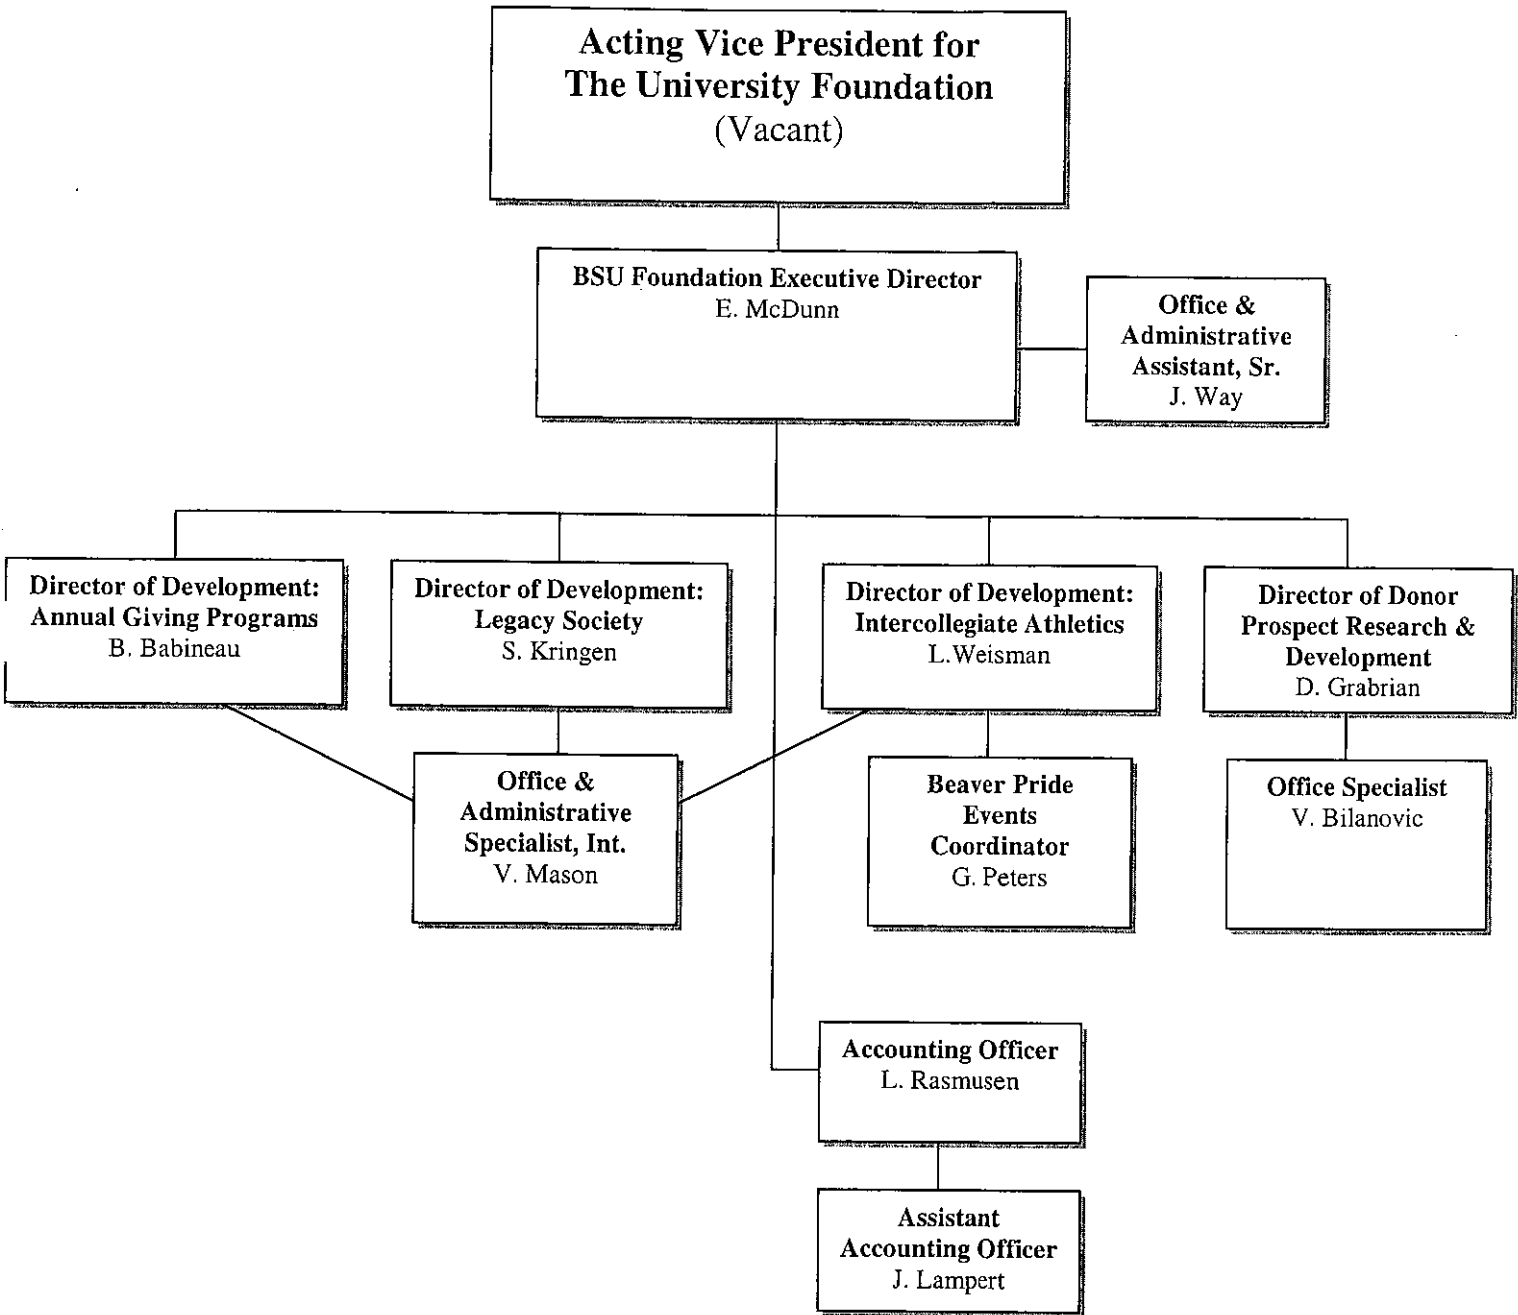 Acting Vice President for
The University Foundation
(Vacant)
BSU Foundation Executive Director
E. McDunn
Office &
Administrative
Assistant, Sr.
J. Way
Director of Development:
Annual Giving Programs
B. Babineau
Director of Development:
Legacy Society
S. Kringen
Director of Development:
Intercollegiate Athletics
L.Weisman
Director of Donor
Prospect Research &
Development
D. Grabrian
Office &
Administrative
Specialist, Int.
V. Mason
Beaver Pride
Events
Coordinator
G. Peters
Office Specialist
V. Bilanovic
Accounting Officer
L. Rasmusen
Assistant
Accounting Officer
J. Lampert